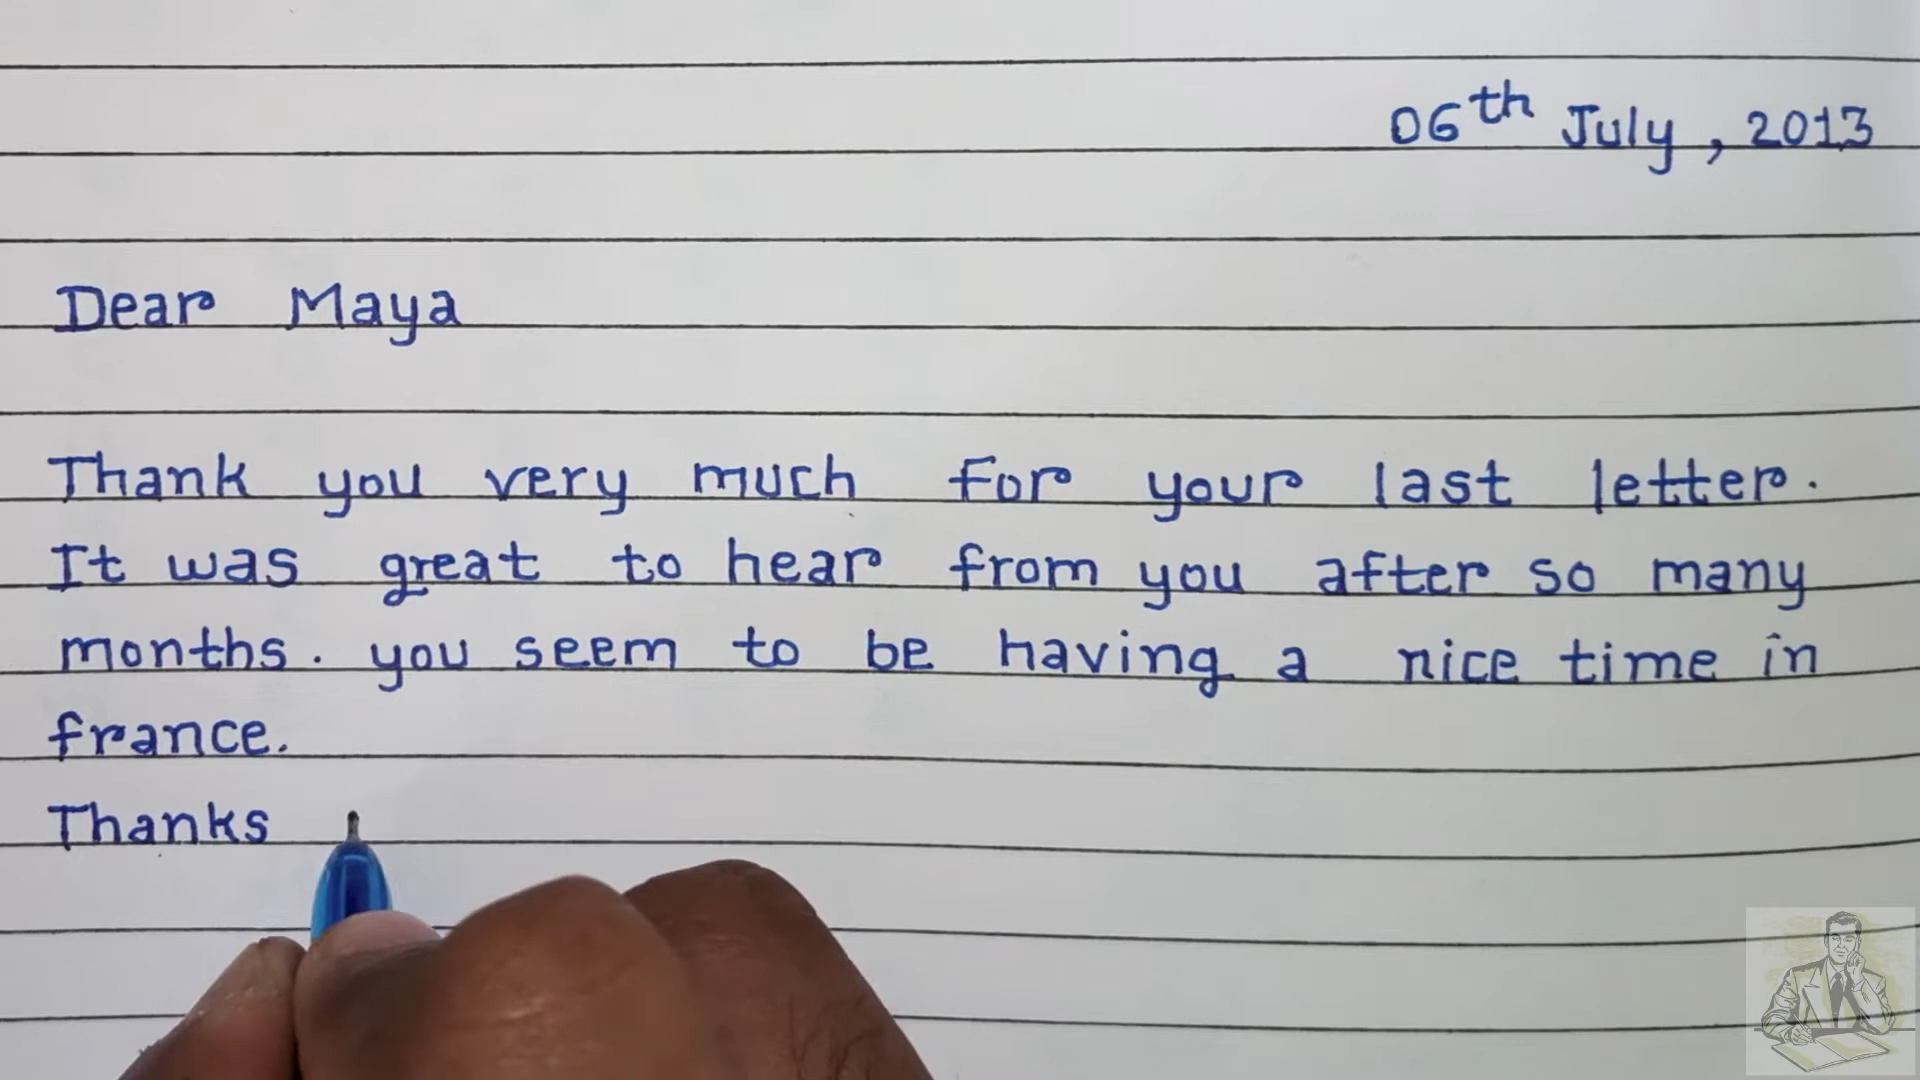 06th July, 2013
Dear Maya
Thank you very much for your last letter.
It was great to hear from you after so many
months. you seem to be having a nice time in
france.
Thanks